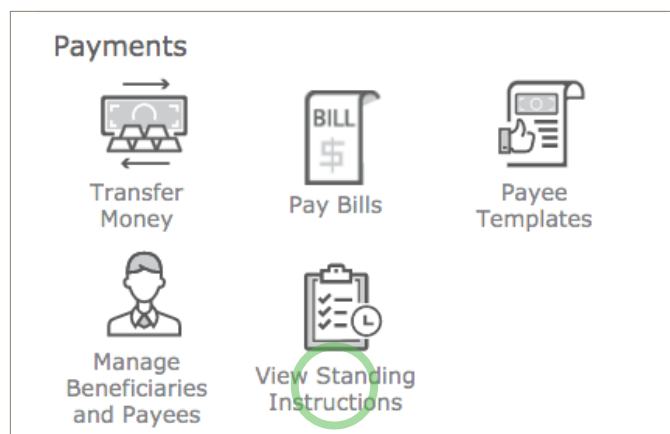 Payments
BILL
$
Transfer
Money
Pay Bills
Payee
Templates
Manage
Beneficiaries
and Payees
View Standing
Instructions